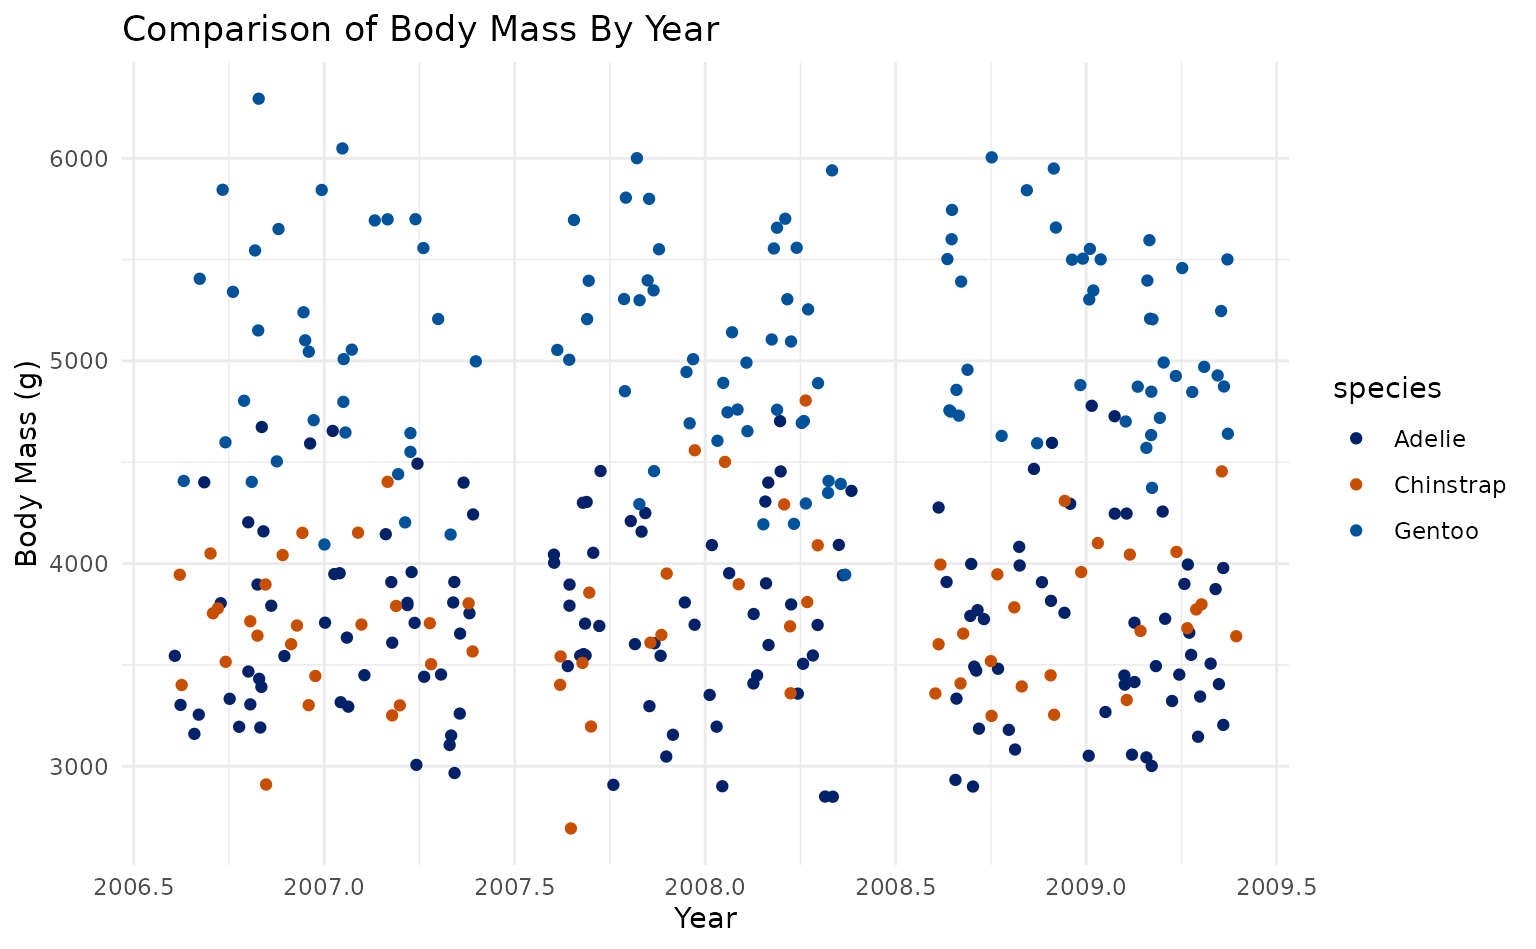 Comparison of Body Mass By Year
Body Mass (g)
6000
5000
4000
3000
2006.5 2007.0 2007.5 2008.0 2008.5 2009.0 2009.5
Year
species
Adelie
Chinstrap
Gentoo